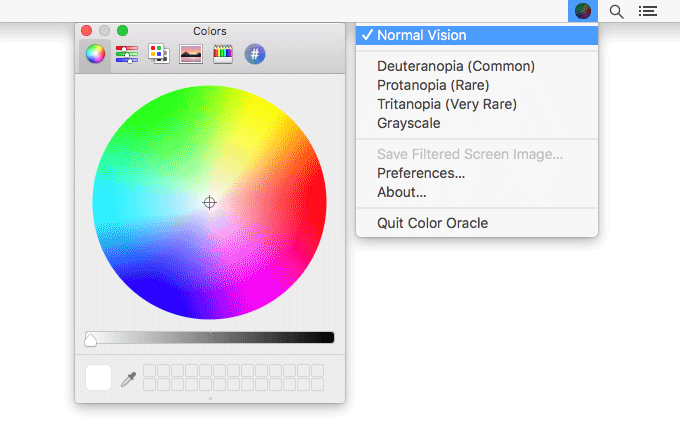 Colors
#
Normal Vision
Deuteranopia (Common)
Protanopia (Rare)
Tritanopia (Very Rare)
Grayscale
Save Filtered Screen Image...
Preferences...
About...
Quit Color Oracle